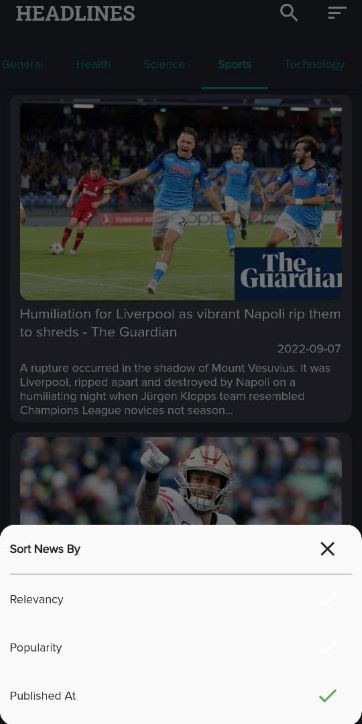 HEADLINES
General Health Science Sports Technology
The
Guardian
Humiliation for Liverpool as vibrant Napoli rip them
to shreds - The Guardian
2022-09-07
A rupture occurred in the shadow of Mount Vesuvius. It was
Liverpool, ripped apart and destroyed by Napoli on a
humiliating night when Jürgen Klopps team resembled
Champions League novices not season...
Sort News By
Relevancy
Popularity
Published At